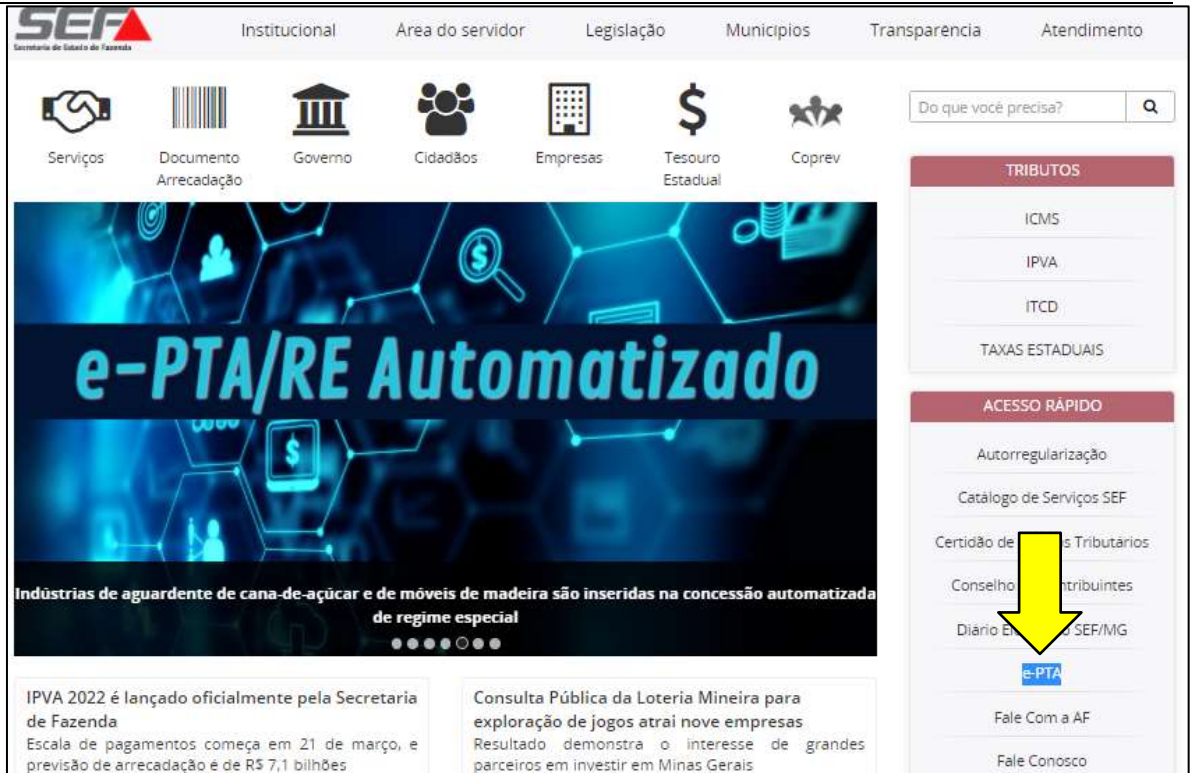 SEF
Secretaria de Estado de Fazenda
Institucional
Área do servidor
Legislação
Municípios
Transparência
Atendimento
Serviços
Documento
Arrecadação
Governo
Cidadãos
Empresas
Tesouro
Estadual
Coprev
Do que você precisa?
TRIBUTOS
ICMS
IPVA
ITCD
TAXAS ESTADUAIS
e-PTA/RE Automatizado
Indústrias de aguardente de cana-de-açúcar e de móveis de madeira são inseridas na concessão automatizada
de regime especial
ACESSO RÁPIDO
Autorregularização
Catálogo de Serviços SEF
Certidão de Tributários
Conselho
Diário SEF/MG
e-PTA
Fale Com a AF
Fale Conosco
IPVA 2022 é lançado oficialmente pela Secretaria
de Fazenda
Escala de pagamentos começa em 21 de março, e
previsão de arrecadação é de R$ 7,1 bilhões
Consulta Pública da Loteria Mineira para
exploração de jogos atrai nove empresas
Resultado demonstra o interesse de grandes
parceiros em investir em Minas Gerais